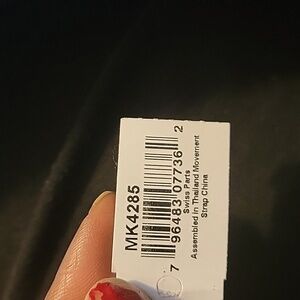 MK4285
7 96483 07736 2
Swiss Parts
Assembled in Thailand Movement
Strap China